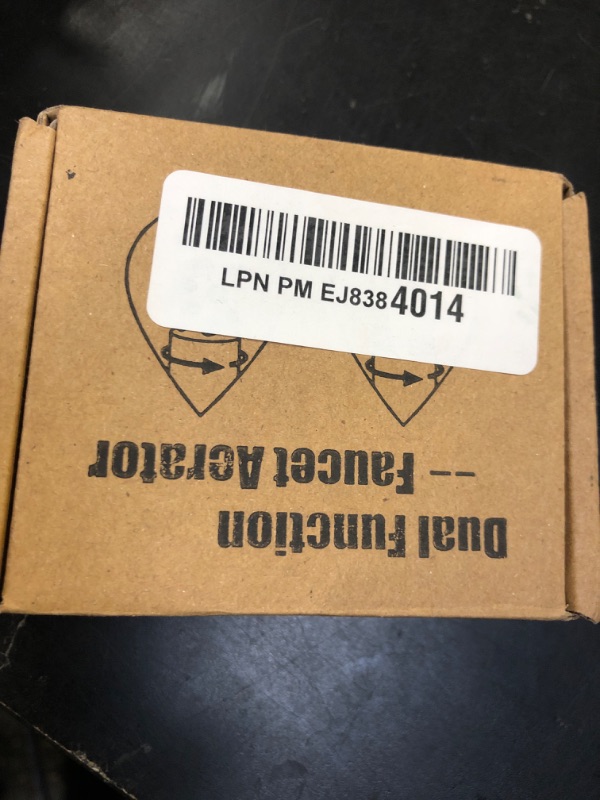 LPN PM EJ8384014
Dual Function
-- Faucet Aerator